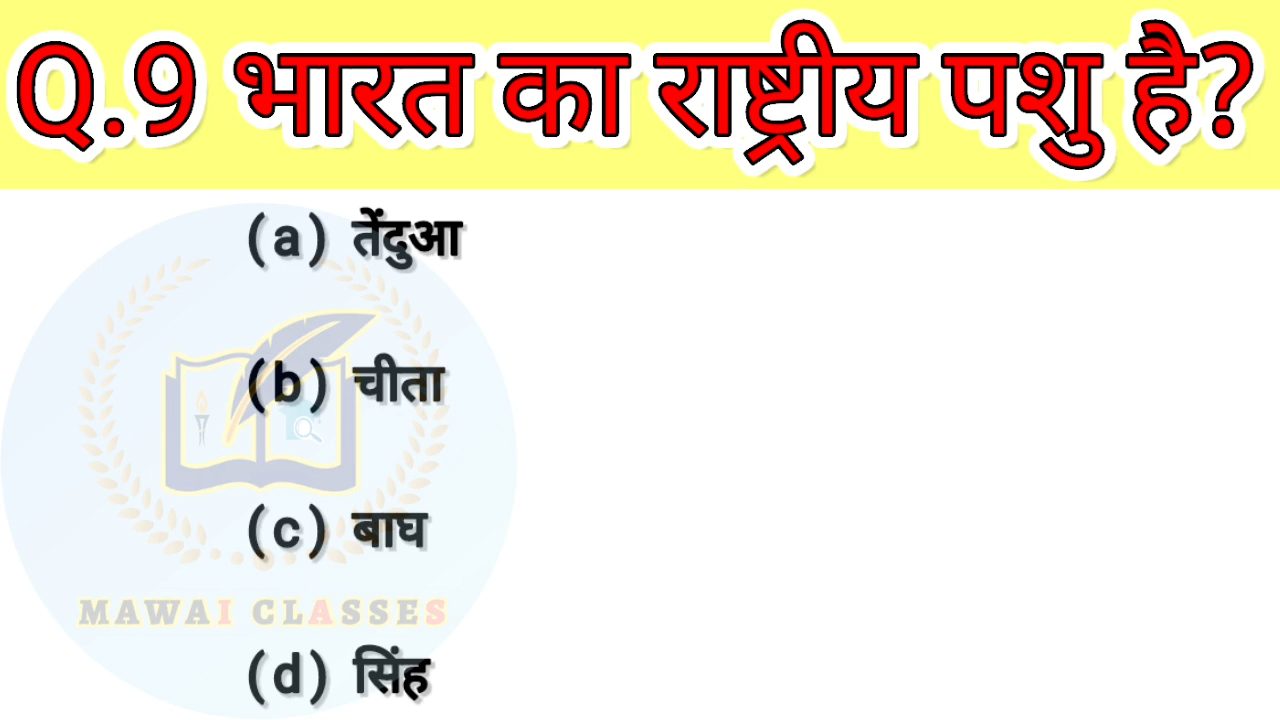 Q.9 भारत का राष्ट्रीय पशु है?
(a) तेंदुआ
(b) चीता
(c) बाघ
MAWAI CLASSES
(d) सिंह